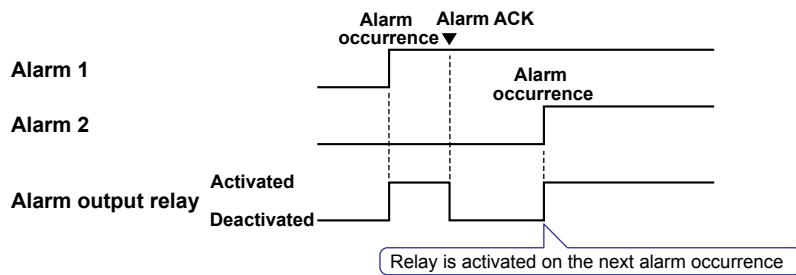 Alarm occurrence
Alarm ACK
Alarm 1
Alarm occurrence
Alarm 2
Activated
Alarm output relay
Deactivated
Relay is activated on the next alarm occurrence